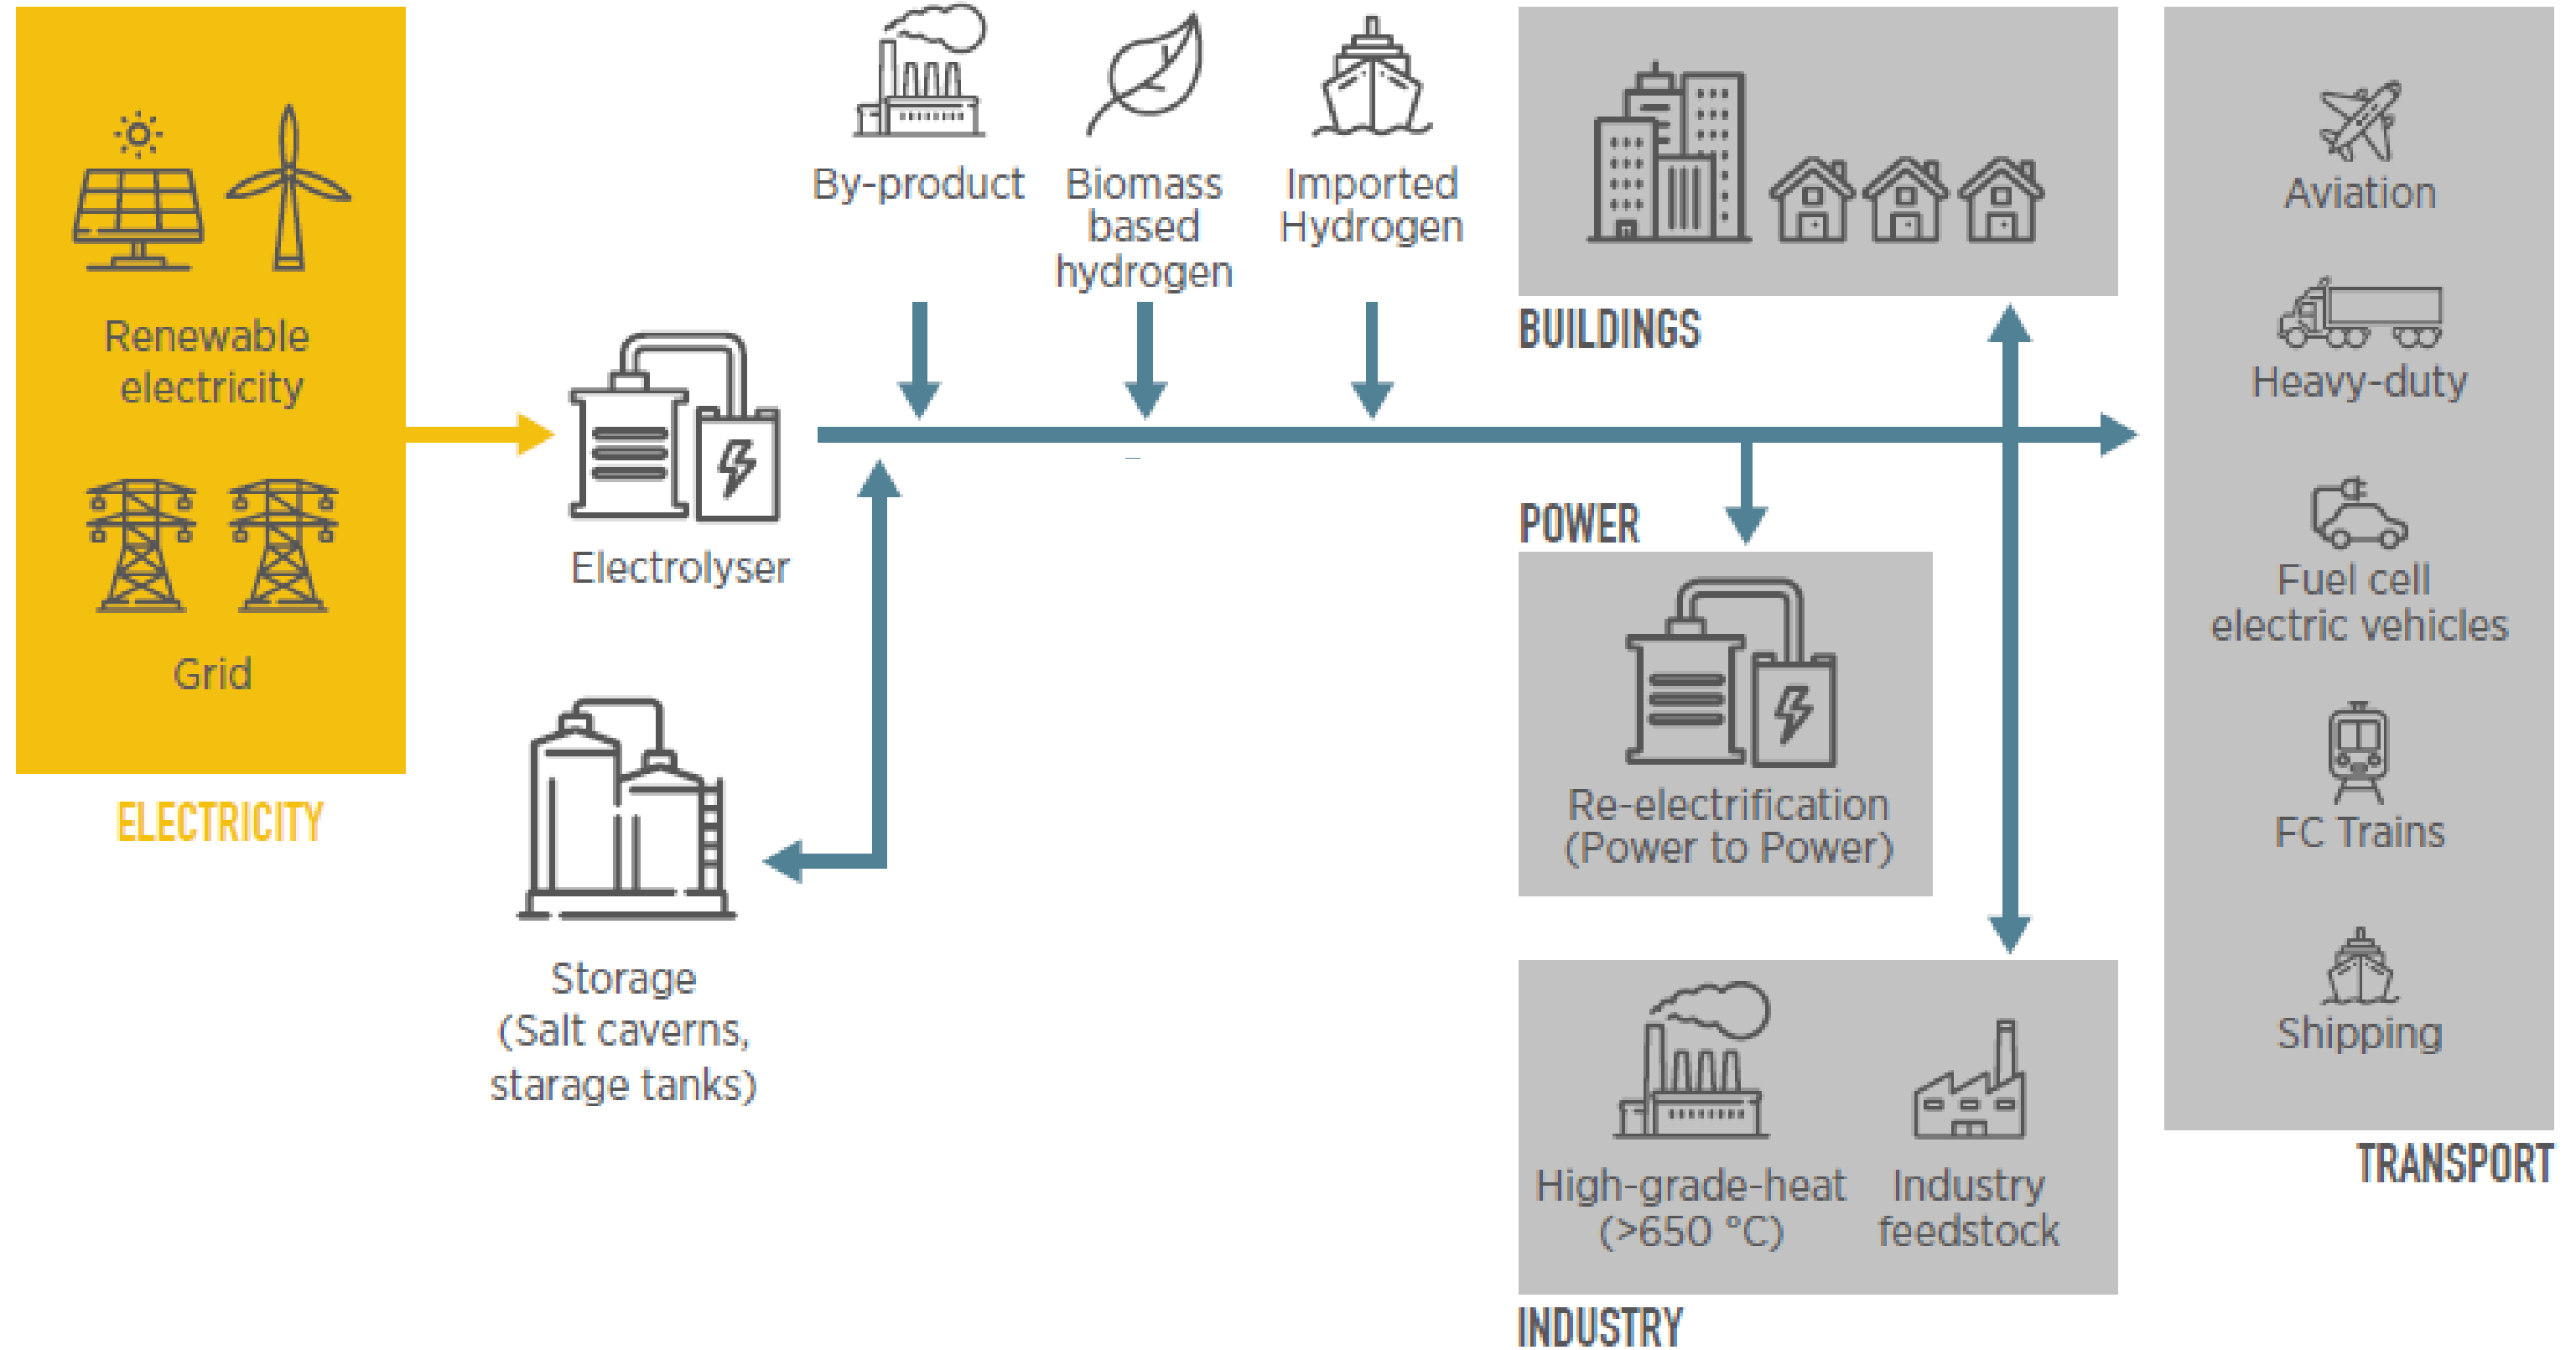 Renewable
electricity
Grid
ELECTRICITY
Electrolyser
Storage
(Salt caverns,
starage tanks)
By-product
Biomass
based
hydrogen
Imported
Hydrogen
BUILDINGS
POWER
Re-electrification
(Power to Power)
High-grade-heat
(>650 °C)
Industry
feedstock
INDUSTRY
Aviation
Heavy-duty
Fuel cell
electric vehicles
FC Trains
Shipping
TRANSPORT